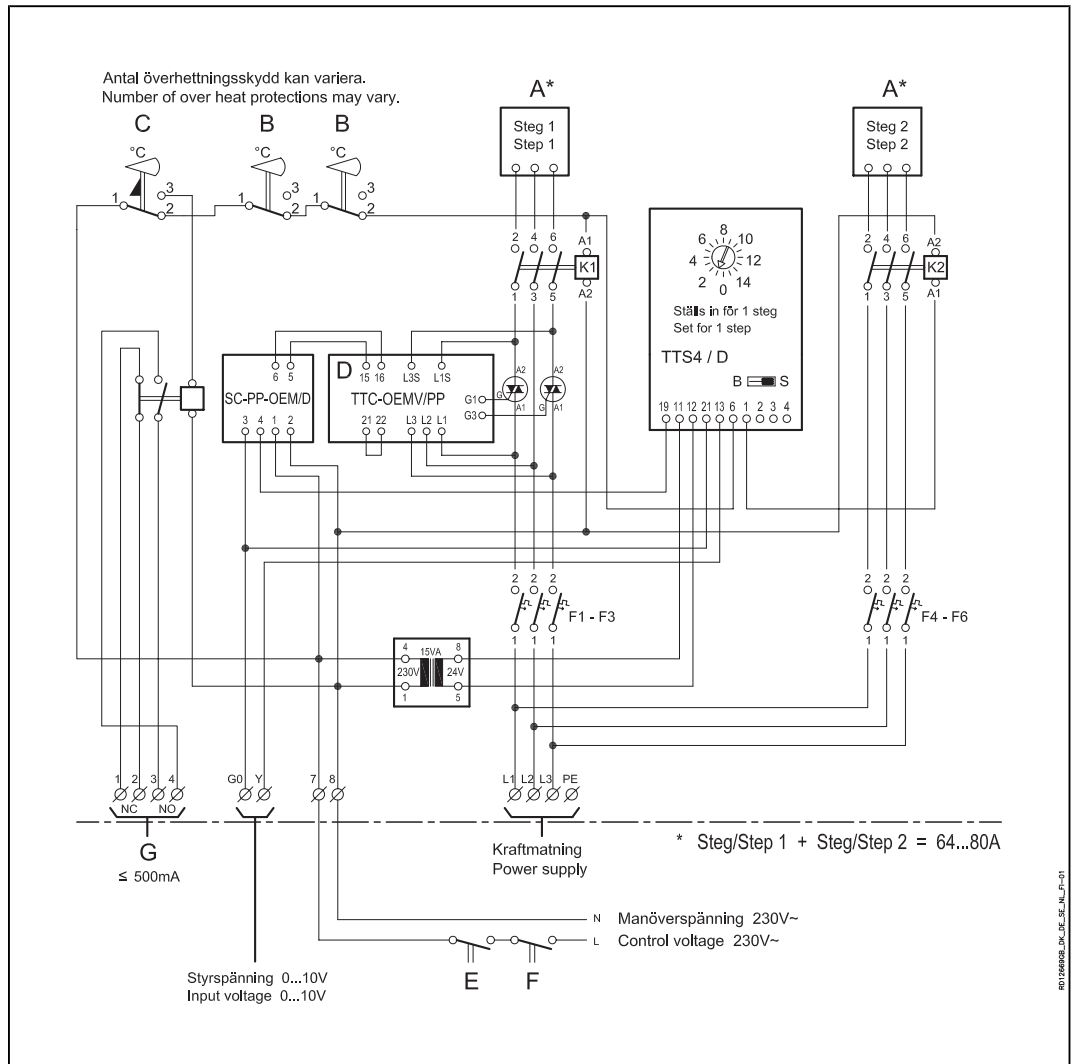 Antal överhettningsskydd kan variera.
Number of over heat protections may vary.
C B B
°C °C °C
1 2 3 1 2 3 1 2 3
A*
Steg 1
Step 1
A*
Steg 2
Step 2
2 4 6
A1
K1
A2
1 3 5
2 4 6
A2
K2
A1
1 3 5
8
6 10
4 12
2 14
0
Ställs in för 1 steg
Set for 1 step
TTS4 / D
B S
19 11 12 21 13 6 1 2 3 4
6 5
SC-PP-OEM/D
3 4 1 2
D 15 16 L3S L1S
TTC-OEMV/PP
21 22 L3 L2 L1
G1
G3
A2 A2
G G
A1 A1
2 2 2
F1 - F3
1 1 1
2 2 2
F4 - F6
1 1 1
4 15VA 8
230V 24V
1 5
1 2 3 4
NC NO
G
≤ 500mA
G0 Y
7 8
L1 L2 L3 PE
Kraftmatning
Power supply
* Steg/Step 1 + Steg/Step 2 = 64...80A
N Manöverspänning 230V~
L Control voltage 230V~
E F
Styrspänning 0...10V
Input voltage 0...10V
RD12669GB_DK_DE_SE_NL_FI-01